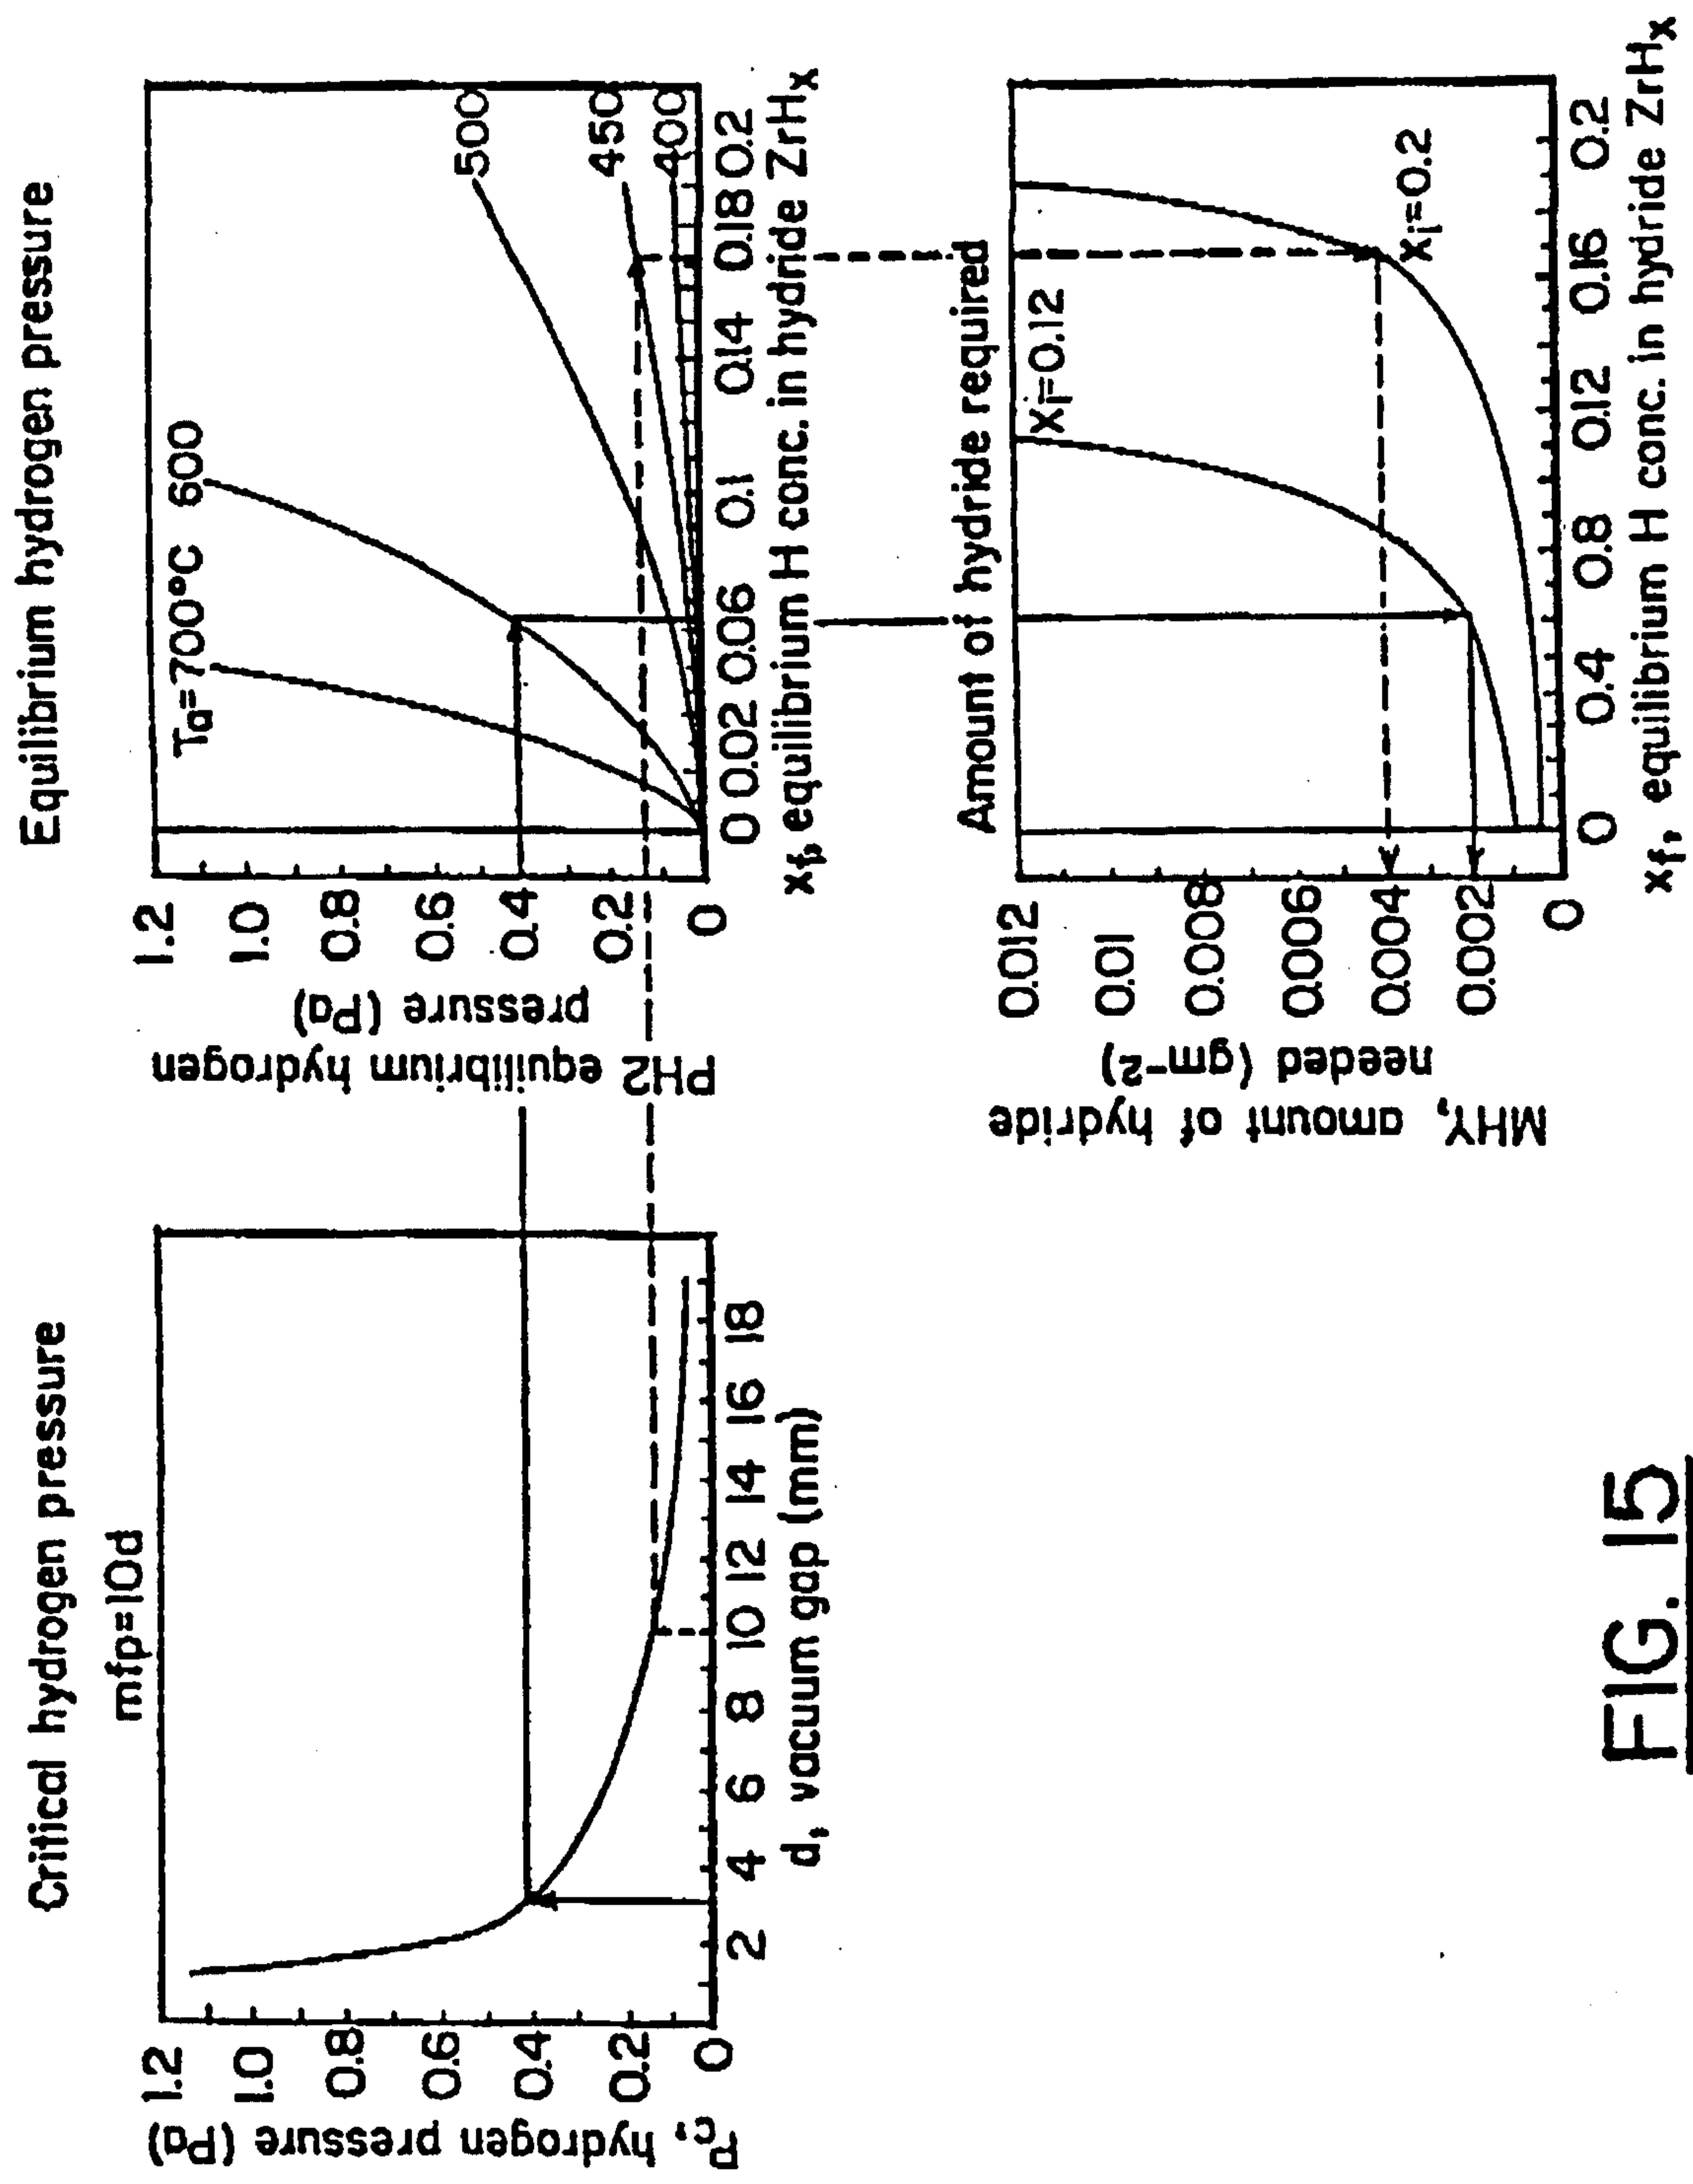 Critical hydrogen pressure
mfp=10d
1.2
1.0
0.8
0.6
0.4
0.2
0
Pc, hydrogen pressure (Pa)
2 4 6 8 10 12 14 16 18
d, vacuum gap (mm)
Equilibrium hydrogen pressure
Ta=700°C 600
500
450
400
1.2
1.0
0.8
0.6
0.4
0.2
0
PH2 equilibrium hydrogen
pressure (Pa)
0 0.02 0.06 0.1 0.14 0.18 0.2
xf, equilibrium H conc. in hydride ZrHx
Amount of hydride required
Xi=0.12
Xi=0.2
0.012
0.01
0.008
0.006
0.004
0.002
0
MHY, amount of hydride
needed (gm-2)
0 0.4 0.8 0.12 0.16 0.2
xf, equilibrium H conc in hydride ZrHx
FIG. 15